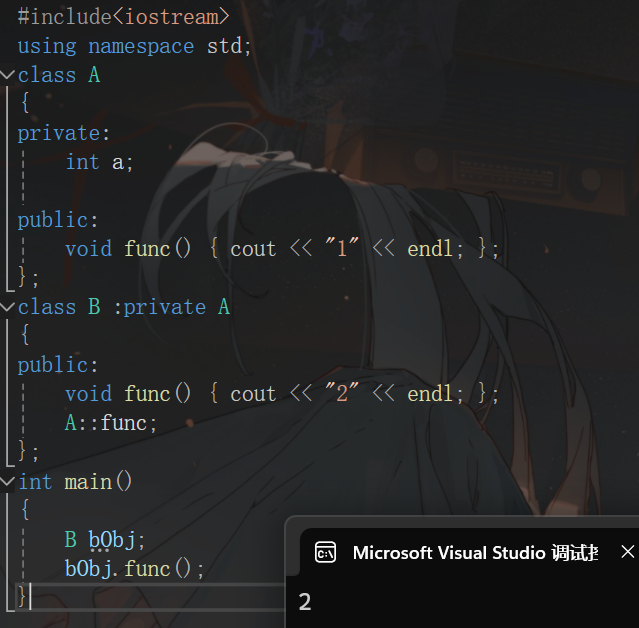 #include<iostream>
using namespace std;
class A
{
private:
int a;
public:
void func() { cout << "1" << endl; };
};
class B :private A
{
public:
void func() { cout << "2" << endl; };
A::func;
};
int main()
{
B bObj;
bObj.func();
}
Microsoft Visual Studio 调试
2